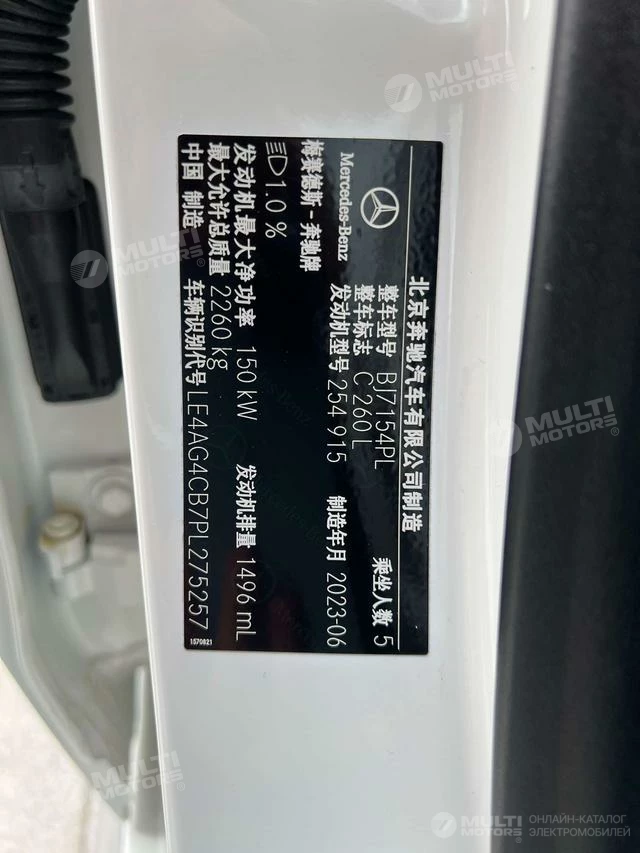 北京奔驰汽车有限公司制造
Mercedes-Benz
梅赛德斯-奔驰牌
整车型号 BJ7154PL
乘坐人数 5
整车标志 C 260 L
发动机型号 254 915
制造年月 2023-06
1.0 %
发动机最大净功率 150 kW
发动机排量 1496 mL
最大允许总质量 2260 kg
中国 制造
车辆识别代号 LE4AG4CB7PL275257
1570821
MULTI MOTORS®
MULTI MOTORS®
MULTI MOTORS®
MULTI MOTORS®
MULTI MOTORS®
ОНЛАЙН-КАТАЛОГ
ЭЛЕКТРОМОБИЛЕЙ